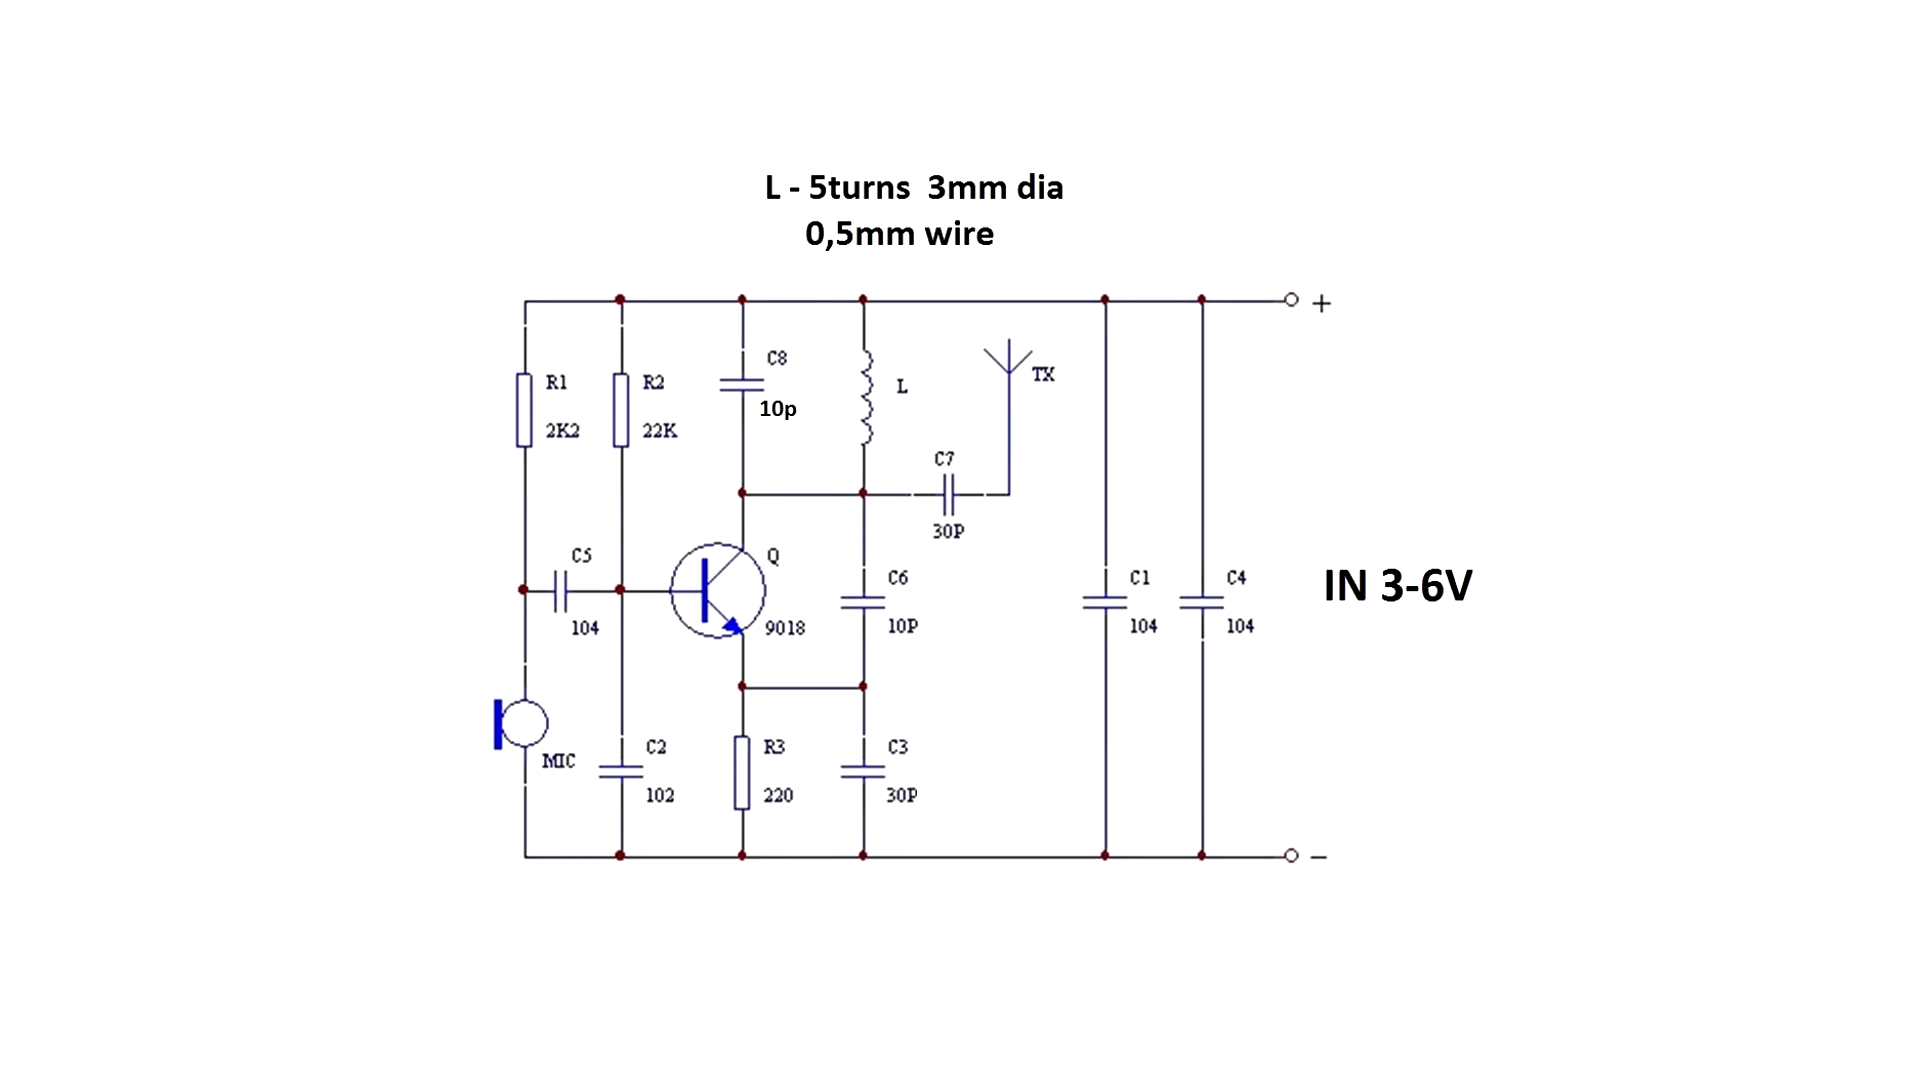 L - 5turns  3mm dia
0,5mm wire
+
C8
10p
R1
2K2
R2
22K
L
TX
C7
30P
C5
104
Q
9018
C6
10P
C1
104
C4
104
IN 3-6V
MIC
C2
102
R3
220
C3
30P
−